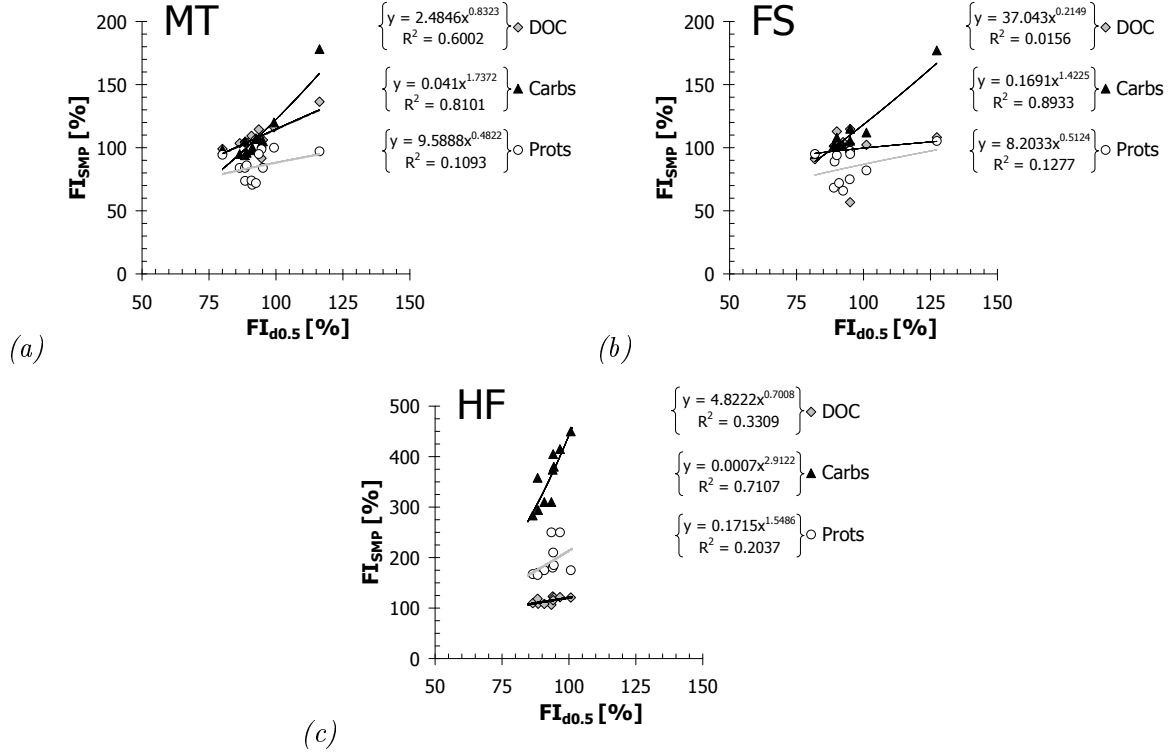 MT
y = 2.4846x^0.8323
R² = 0.6002
DOC
y = 0.041x^1.7372
R² = 0.8101
Carbs
y = 9.5888x^0.4822
R² = 0.1093
Prots
FI_SMP [%]
200
150
100
50
0
50 75 100 125 150
FI_d0.5 [%]
(a)
FS
y = 37.043x^0.2149
R² = 0.0156
DOC
y = 0.1691x^1.4225
R² = 0.8933
Carbs
y = 8.2033x^0.5124
R² = 0.1277
Prots
FI_SMP [%]
200
150
100
50
0
50 75 100 125 150
FI_d0.5 [%]
(b)
HF
y = 4.8222x^0.7008
R² = 0.3309
DOC
y = 0.0007x^2.9122
R² = 0.7107
Carbs
y = 0.1715x^1.5486
R² = 0.2037
Prots
FI_SMP [%]
500
400
300
200
100
0
50 75 100 125 150
FI_d0.5 [%]
(c)